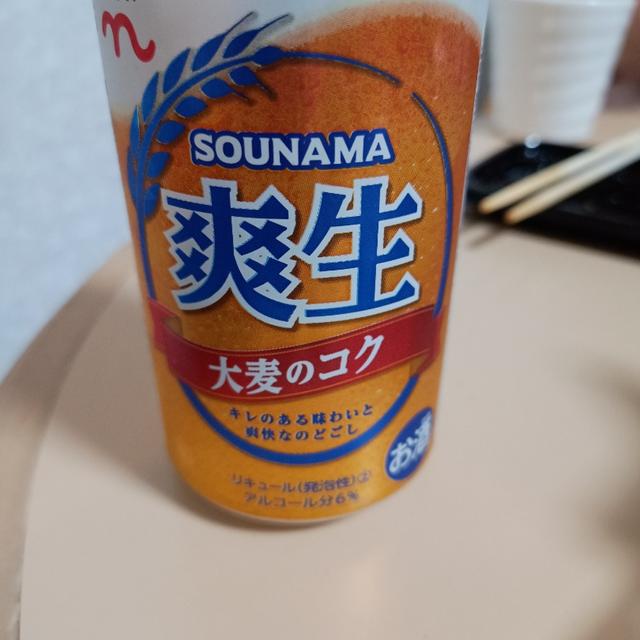 SOUNAMA
爽生
大麦のコク
キレのある味わいと
爽快なのどごし
お酒
リキュール(発泡性)②
アルコール分6%